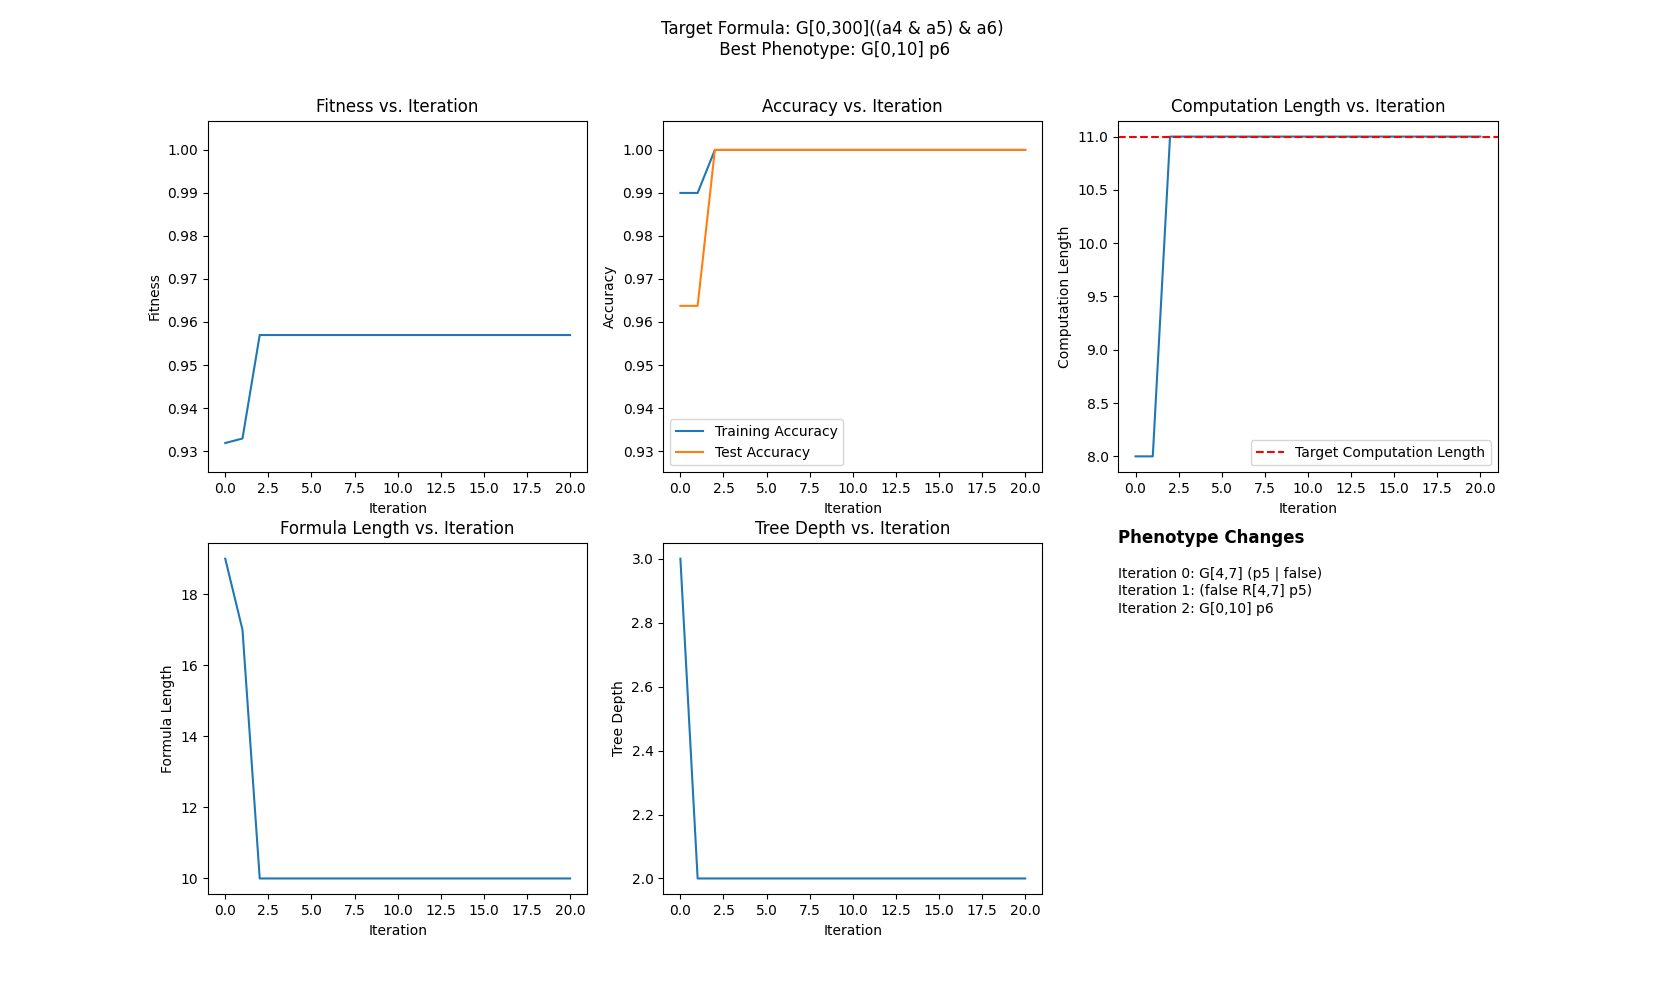 Target Formula: G[0,300]((a4 & a5) & a6)
Best Phenotype: G[0,10] p6
Fitness vs. Iteration
Fitness
1.00
0.99
0.98
0.97
0.96
0.95
0.94
0.93
0.0 2.5 5.0 7.5 10.0 12.5 15.0 17.5 20.0
Iteration
Accuracy vs. Iteration
Accuracy
1.00
0.99
0.98
0.97
0.96
0.95
0.94
0.93
Training Accuracy
Test Accuracy
0.0 2.5 5.0 7.5 10.0 12.5 15.0 17.5 20.0
Iteration
Computation Length vs. Iteration
Computation Length
11.0
10.5
10.0
9.5
9.0
8.5
8.0
Target Computation Length
0.0 2.5 5.0 7.5 10.0 12.5 15.0 17.5 20.0
Iteration
Formula Length vs. Iteration
Formula Length
18
16
14
12
10
0.0 2.5 5.0 7.5 10.0 12.5 15.0 17.5 20.0
Iteration
Tree Depth vs. Iteration
Tree Depth
3.0
2.8
2.6
2.4
2.2
2.0
0.0 2.5 5.0 7.5 10.0 12.5 15.0 17.5 20.0
Iteration
Phenotype Changes
Iteration 0: G[4,7] (p5 | false)
Iteration 1: (false R[4,7] p5)
Iteration 2: G[0,10] p6